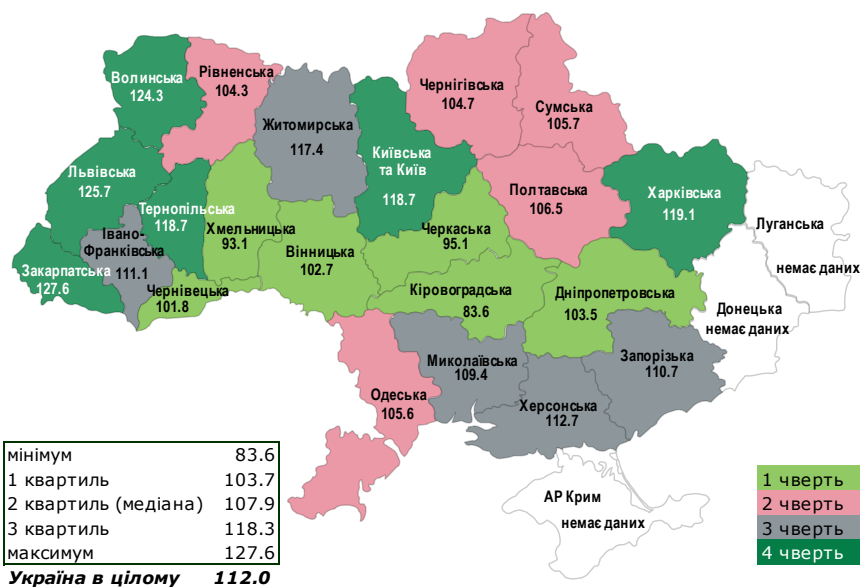 Волинська
124.3
Рівненська
104.3
Житомирська
117.4
Київська
та Київ
118.7
Чернігівська
104.7
Сумська
105.7
Львівська
125.7
Тернопільська
118.7
Хмельницька
93.1
Івано-
Франківська
111.1
Закарпатська
127.6
Чернівецька
101.8
Вінницька
102.7
Черкаська
95.1
Полтавська
106.5
Харківська
119.1
Луганська
немає даних
Кіровоградська
83.6
Дніпропетровська
103.5
Донецька
немає даних
Миколаївська
109.4
Запорізька
110.7
Одеська
105.6
Херсонська
112.7
АР Крим
немає даних
мінімум 83.6
1 квартиль 103.7
2 квартиль (медіана) 107.9
3 квартиль 118.3
максимум 127.6
Україна в цілому 112.0
1 чверть
2 чверть
3 чверть
4 чверть